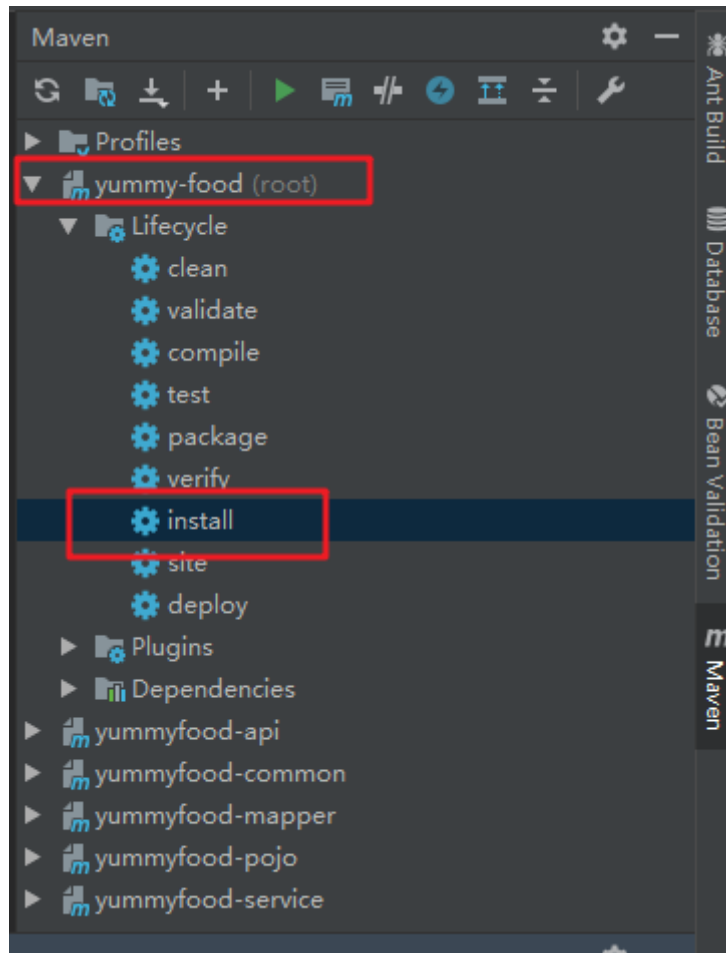 Maven
Profiles
yummy-food (root)
Lifecycle
clean
validate
compile
test
package
verify
install
site
deploy
Plugins
Dependencies
yummyfood-api
yummyfood-common
yummyfood-mapper
yummyfood-pojo
yummyfood-service
Ant Build
Database
Bean Validation
Maven